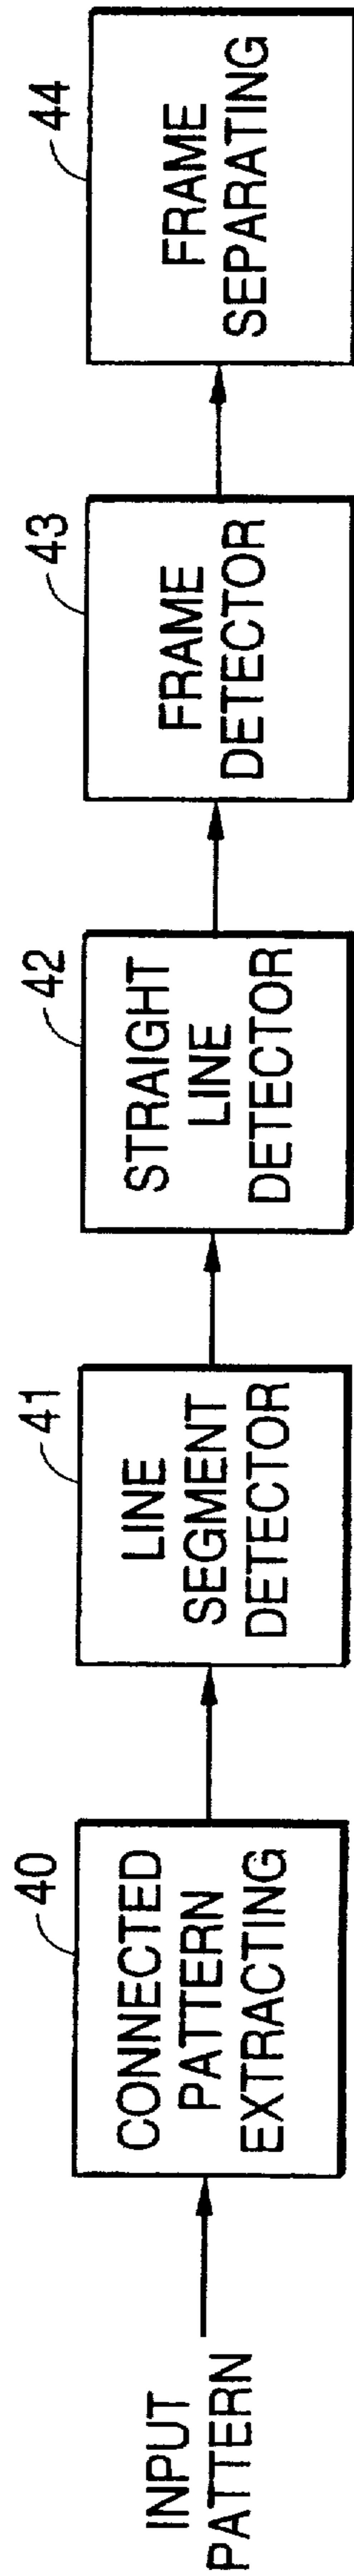 INPUT
PATTERN
40
CONNECTED
PATTERN
EXTRACTING
41
LINE
SEGMENT
DETECTOR
42
STRAIGHT
LINE
DETECTOR
43
FRAME
DETECTOR
44
FRAME
SEPARATING